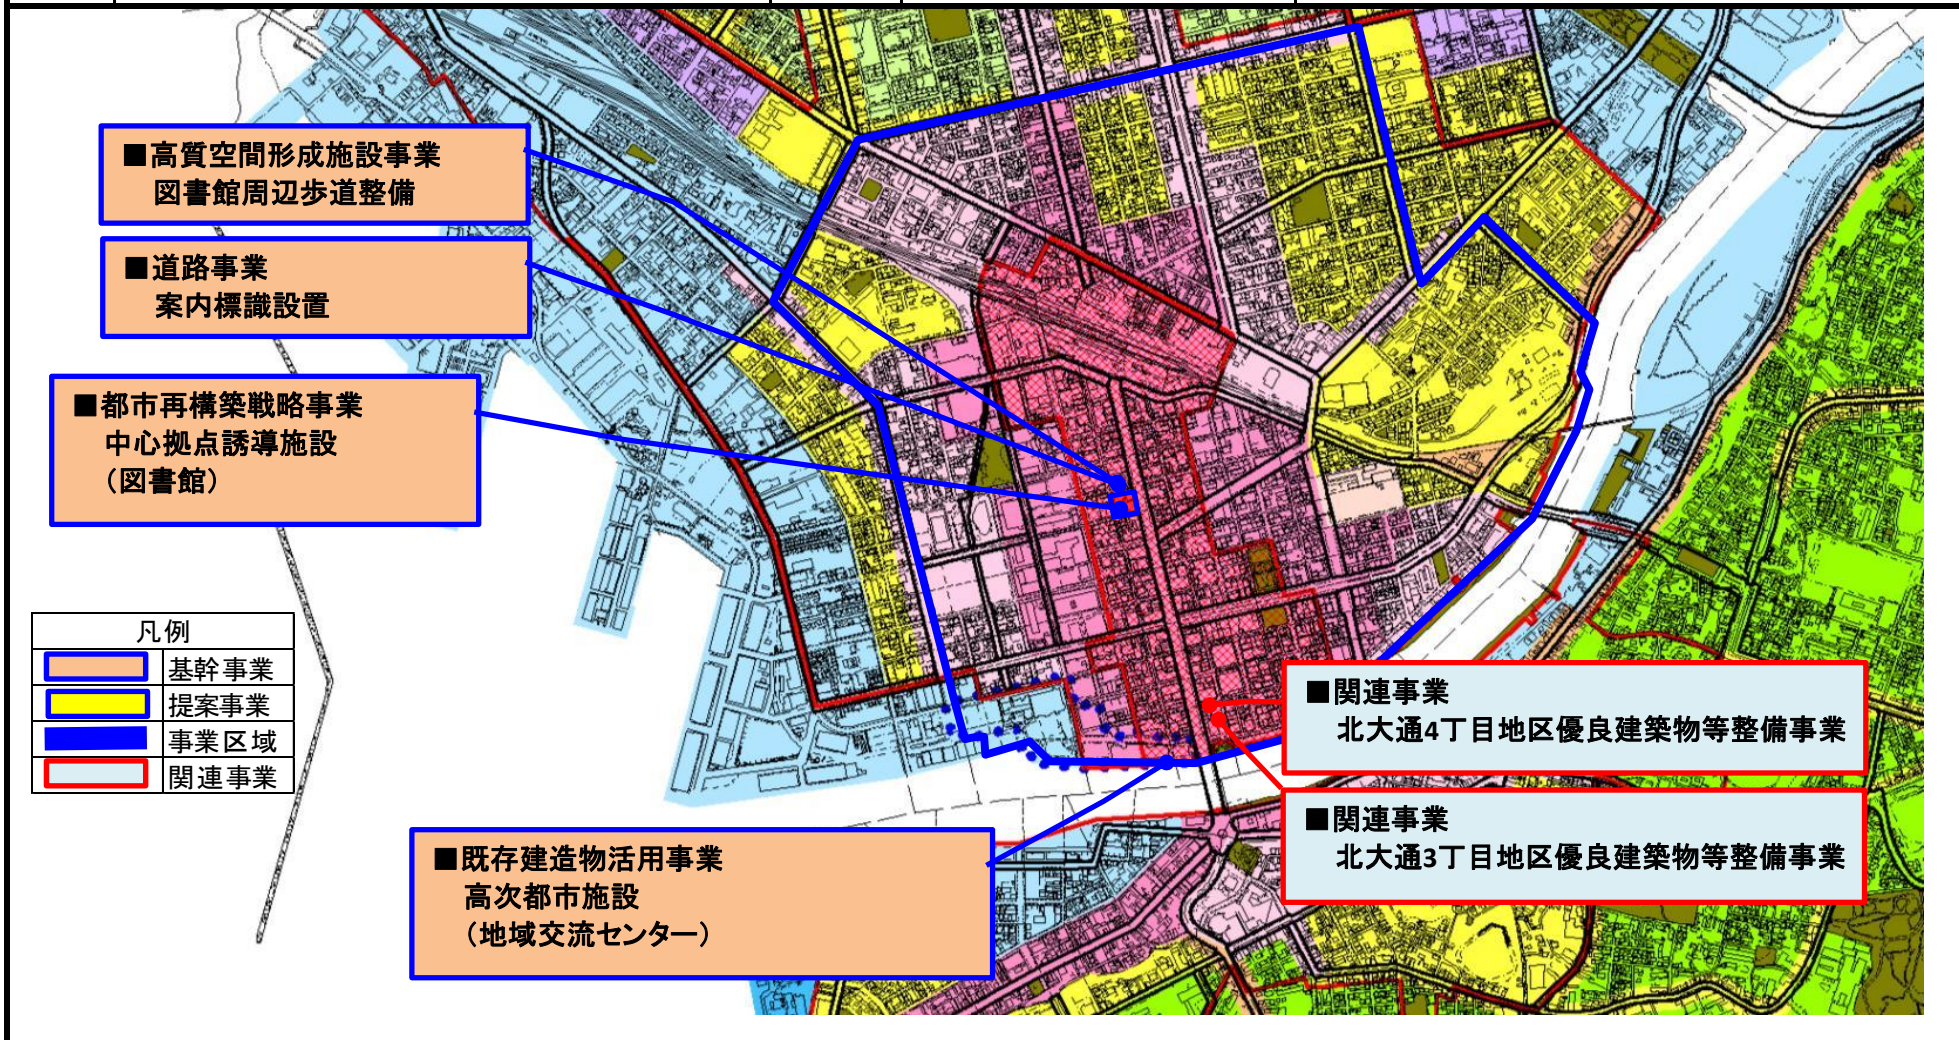 ■高質空間形成施設事業
図書館周辺歩道整備
■道路事業
案内標識設置
■都市再構築戦略事業
中心拠点誘導施設
（図書館）
凡例
基幹事業
提案事業
事業区域
関連事業
■関連事業
北大通4丁目地区優良建築物等整備事業
■関連事業
北大通3丁目地区優良建築物等整備事業
■既存建造物活用事業
高次都市施設
（地域交流センター）